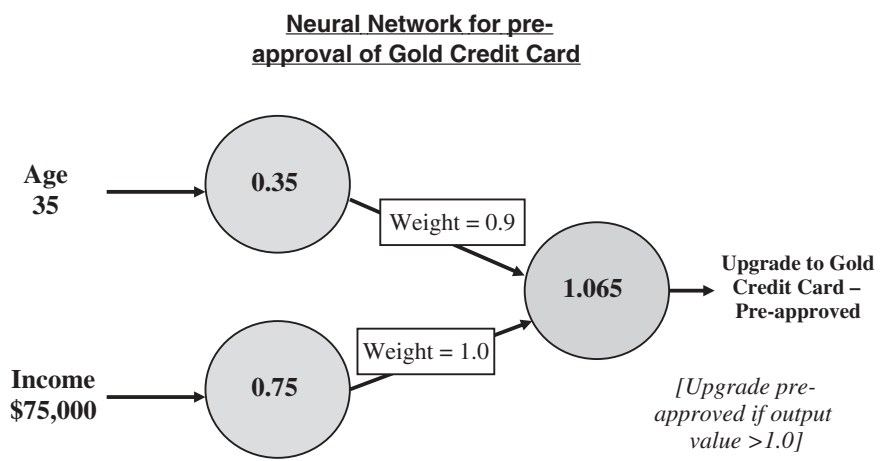 Neural Network for pre-
approval of Gold Credit Card
Age
35
0.35
Weight = 0.9
1.065
Upgrade to Gold
Credit Card –
Pre-approved
Weight = 1.0
Income
$75,000
0.75
[Upgrade pre-
approved if output
value >1.0]